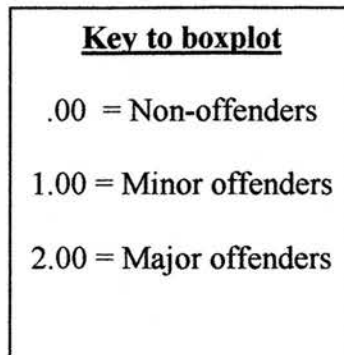 Key to boxplot
.00 = Non-offenders
1.00 = Minor offenders
2.00 = Major offenders